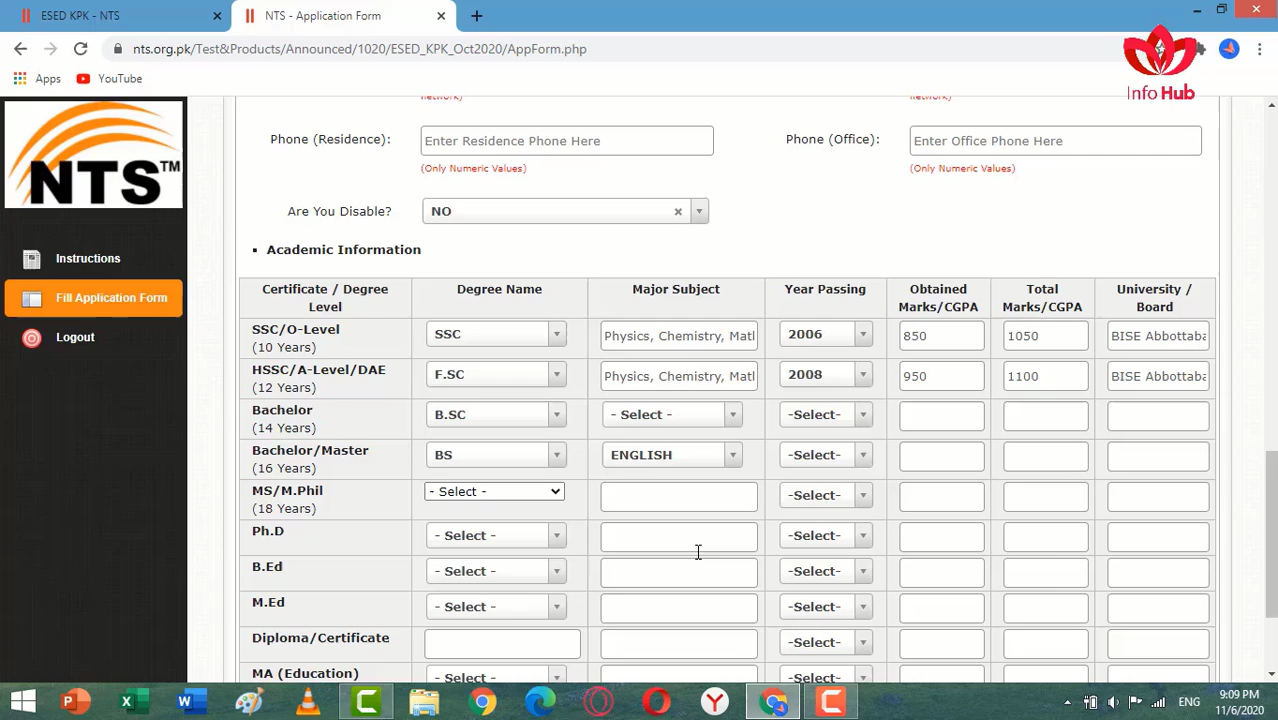 ESED KPK - NTS
NTS - Application Form
nts.org.pk/Test&Products/Announced/1020/ESED_KPK_Oct2020/AppForm.php
Apps
YouTube
Info Hub
NTS™
Instructions
Fill Application Form
Logout
network)
network)
Phone (Residence):
Enter Residence Phone Here
Phone (Office):
Enter Office Phone Here
(Only Numeric Values)
(Only Numeric Values)
Are You Disable?
NO
Academic Information
Certificate / Degree Level
Degree Name
Major Subject
Year Passing
Obtained Marks/CGPA
Total Marks/CGPA
University / Board
SSC/O-Level (10 Years)
SSC
Physics, Chemistry, Matl
2006
850
1050
BISE Abbottaba
HSSC/A-Level/DAE (12 Years)
F.SC
Physics, Chemistry, Matl
2008
950
1100
BISE Abbottaba
Bachelor (14 Years)
B.SC
- Select -
-Select-
Bachelor/Master (16 Years)
BS
ENGLISH
-Select-
MS/M.Phil (18 Years)
- Select -
-Select-
Ph.D
- Select -
-Select-
B.Ed
- Select -
-Select-
M.Ed
- Select -
-Select-
Diploma/Certificate
-Select-
MA (Education)
- Select -
-Select-
ENG
9:09 PM
11/6/2020